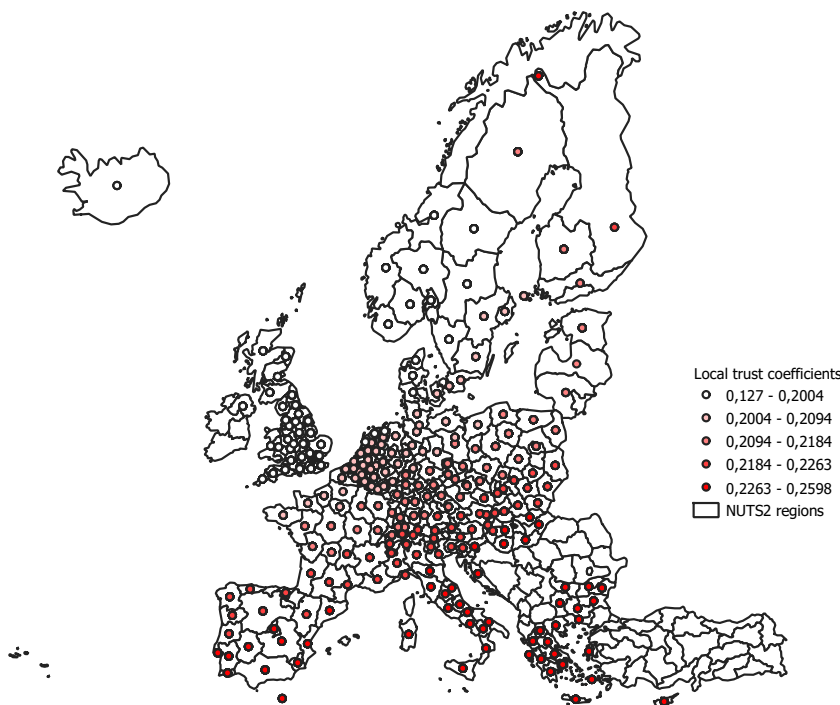 Local trust coefficients
0,127 - 0,2004
0,2004 - 0,2094
0,2094 - 0,2184
0,2184 - 0,2263
0,2263 - 0,2598
NUTS2 regions